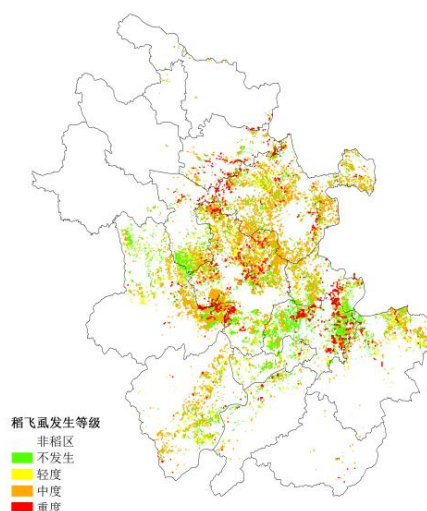 稻飞虱发生等级
非稻区
不发生
轻度
中度
重度